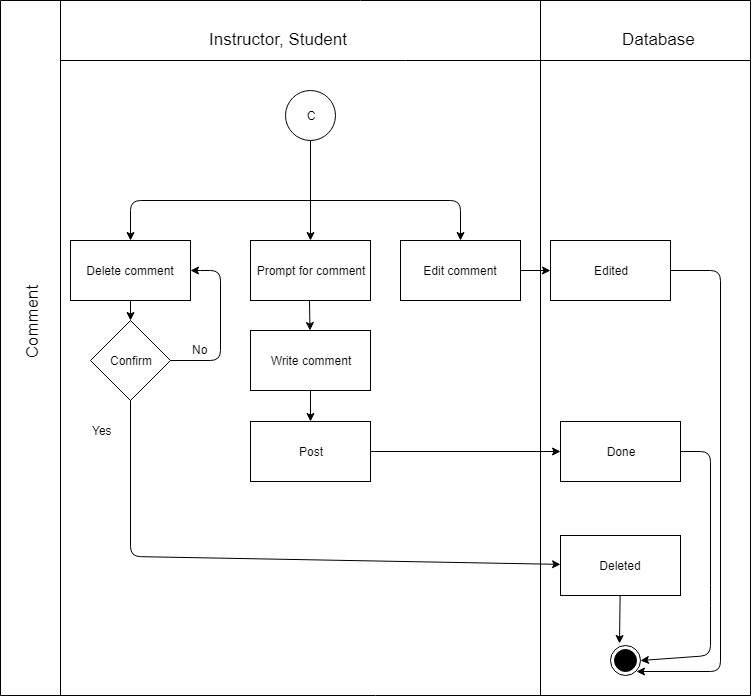 Instructor, Student
Database
Comment
C
Delete comment
Prompt for comment
Edit comment
Edited
Confirm
No
Write comment
Yes
Post
Done
Deleted